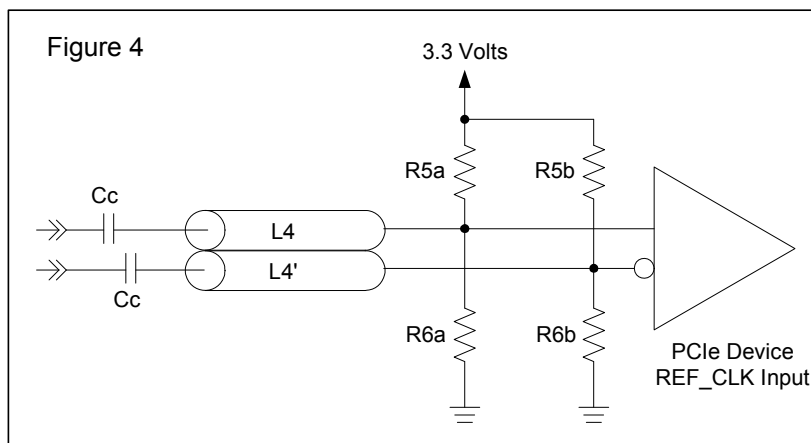 Figure 4
3.3 Volts
R5a
R5b
Cc
L4
L4'
Cc
R6a
R6b
PCIe Device
REF_CLK Input